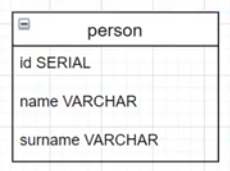 person
id SERIAL
name VARCHAR
surname VARCHAR